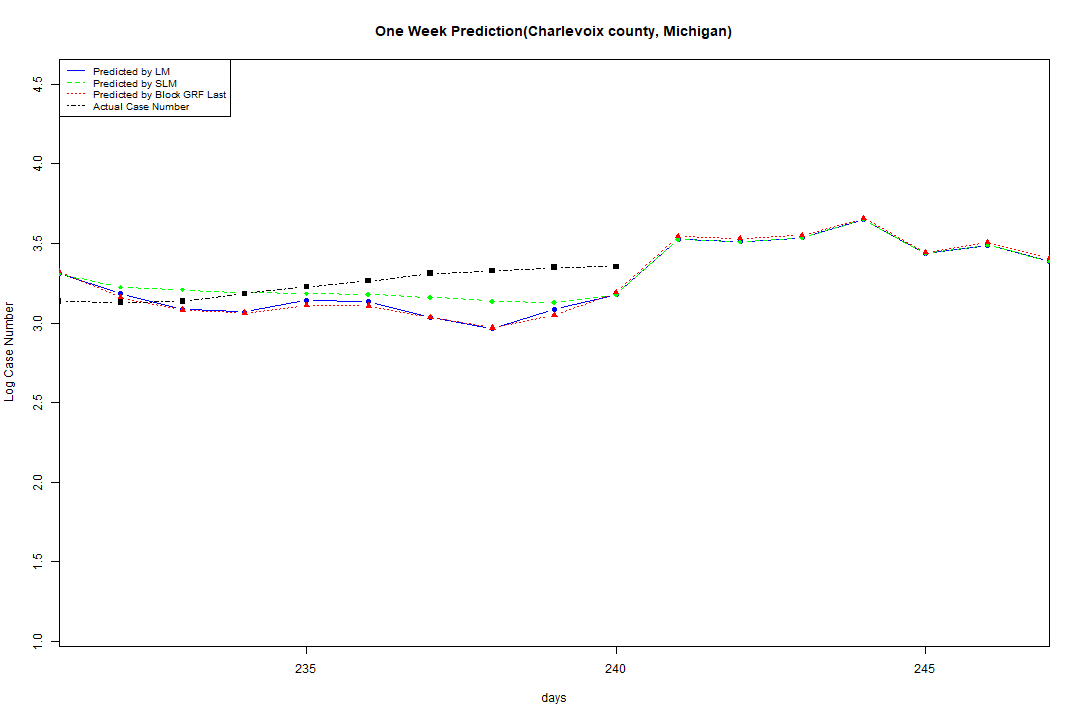 One Week Prediction(Charlevoix county, Michigan)
Predicted by LM
Predicted by SLM
Predicted by Block GRF Last
Actual Case Number
4.5
4.0
3.5
3.0
2.5
2.0
1.5
1.0
Log Case Number
235 240 245
days